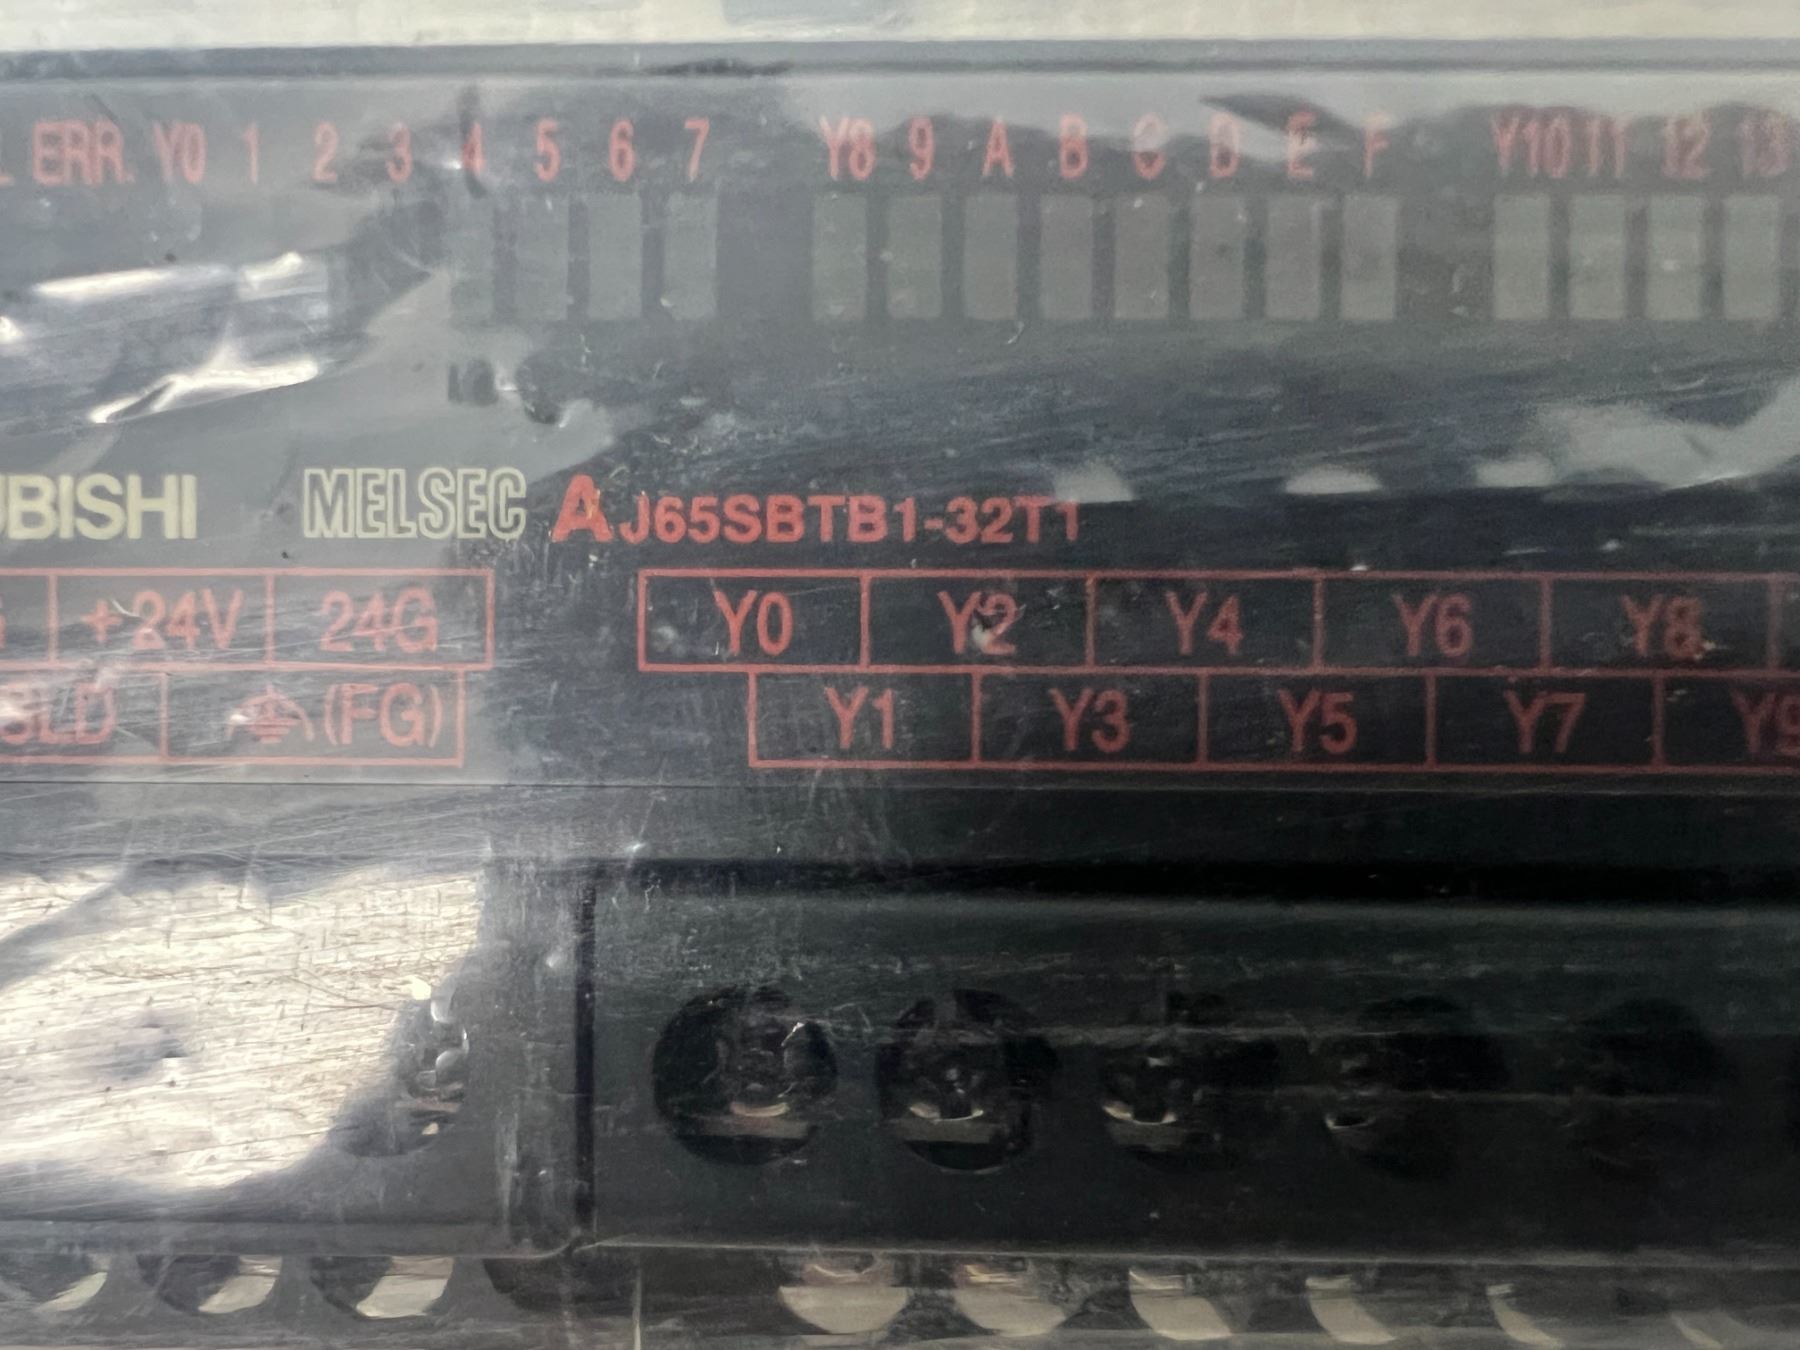 ERR. Y0 1 2 3 4 5 6 7 Y8 9 A B C D E F Y10 11 12 13
UBISHI MELSEC AJ65SBTB1-32T1
+24V 24G Y0 Y2 Y4 Y6 Y8
SLD (FG) Y1 Y3 Y5 Y7 Y9